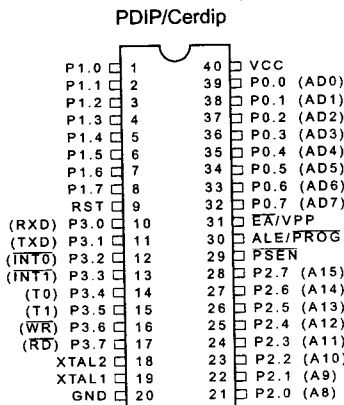 PDIP/Cerdip
P1.0 1 40 VCC
P1.1 2 39 P0.0 (AD0)
P1.2 3 38 P0.1 (AD1)
P1.3 4 37 P0.2 (AD2)
P1.4 5 36 P0.3 (AD3)
P1.5 6 35 P0.4 (AD4)
P1.6 7 34 P0.5 (AD5)
P1.7 8 33 P0.6 (AD6)
RST 9 32 P0.7 (AD7)
(RXD) P3.0 10 31 EA/VPP
(TXD) P3.1 11 30 ALE/PROG
(INT0) P3.2 12 29 PSEN
(INT1) P3.3 13 28 P2.7 (A15)
(T0) P3.4 14 27 P2.6 (A14)
(T1) P3.5 15 26 P2.5 (A13)
(WR) P3.6 16 25 P2.4 (A12)
(RD) P3.7 17 24 P2.3 (A11)
XTAL2 18 23 P2.2 (A10)
XTAL1 19 22 P2.1 (A9)
GND 20 21 P2.0 (A8)